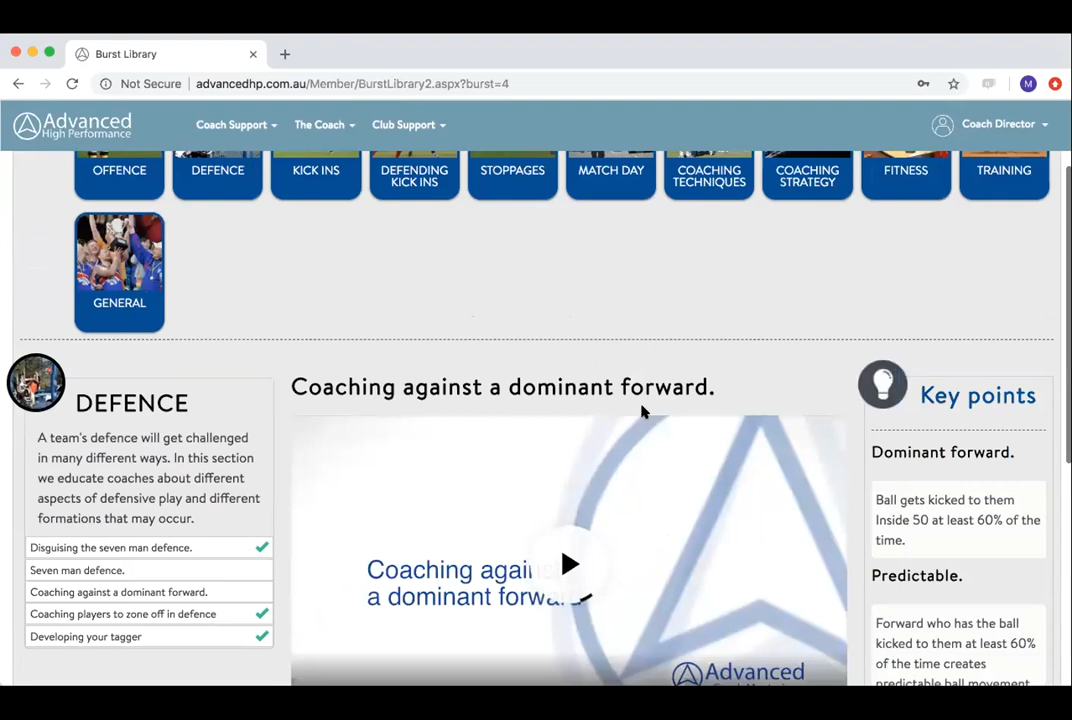 Burst Library
Not Secure advancedhp.com.au/Member/BurstLibrary2.aspx?burst=4
M
Advanced
High Performance
Coach Support
The Coach
Club Support
Coach Director
OFFENCE
DEFENCE
KICK INS
DEFENDING
KICK INS
STOPPAGES
MATCH DAY
COACHING
TECHNIQUES
COACHING
STRATEGY
FITNESS
TRAINING
GENERAL
DEFENCE
A team's defence will get challenged
in many different ways. In this section
we educate coaches about different
aspects of defensive play and different
formations that may occur.
Disguising the seven man defence.
Seven man defence.
Coaching against a dominant forward.
Coaching players to zone off in defence
Developing your tagger
Coaching against a dominant forward.
Coaching
a dominant
Advanced
Key points
Dominant forward.
Ball gets kicked to them
Inside 50 at least 60% of the
time.
Predictable.
Forward who has the ball
kicked to them at least 60%
of the time creates
predictable ball movement